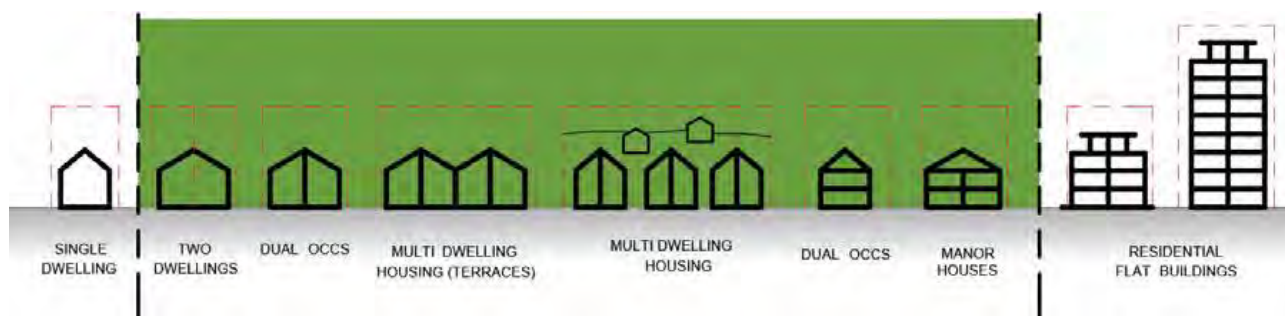 SINGLE
DWELLING
TWO
DWELLINGS
DUAL OCCS
MULTI DWELLING
HOUSING (TERRACES)
MULTI DWELLING
HOUSING
DUAL OCCS
MANOR
HOUSES
RESIDENTIAL
FLAT BUILDINGS